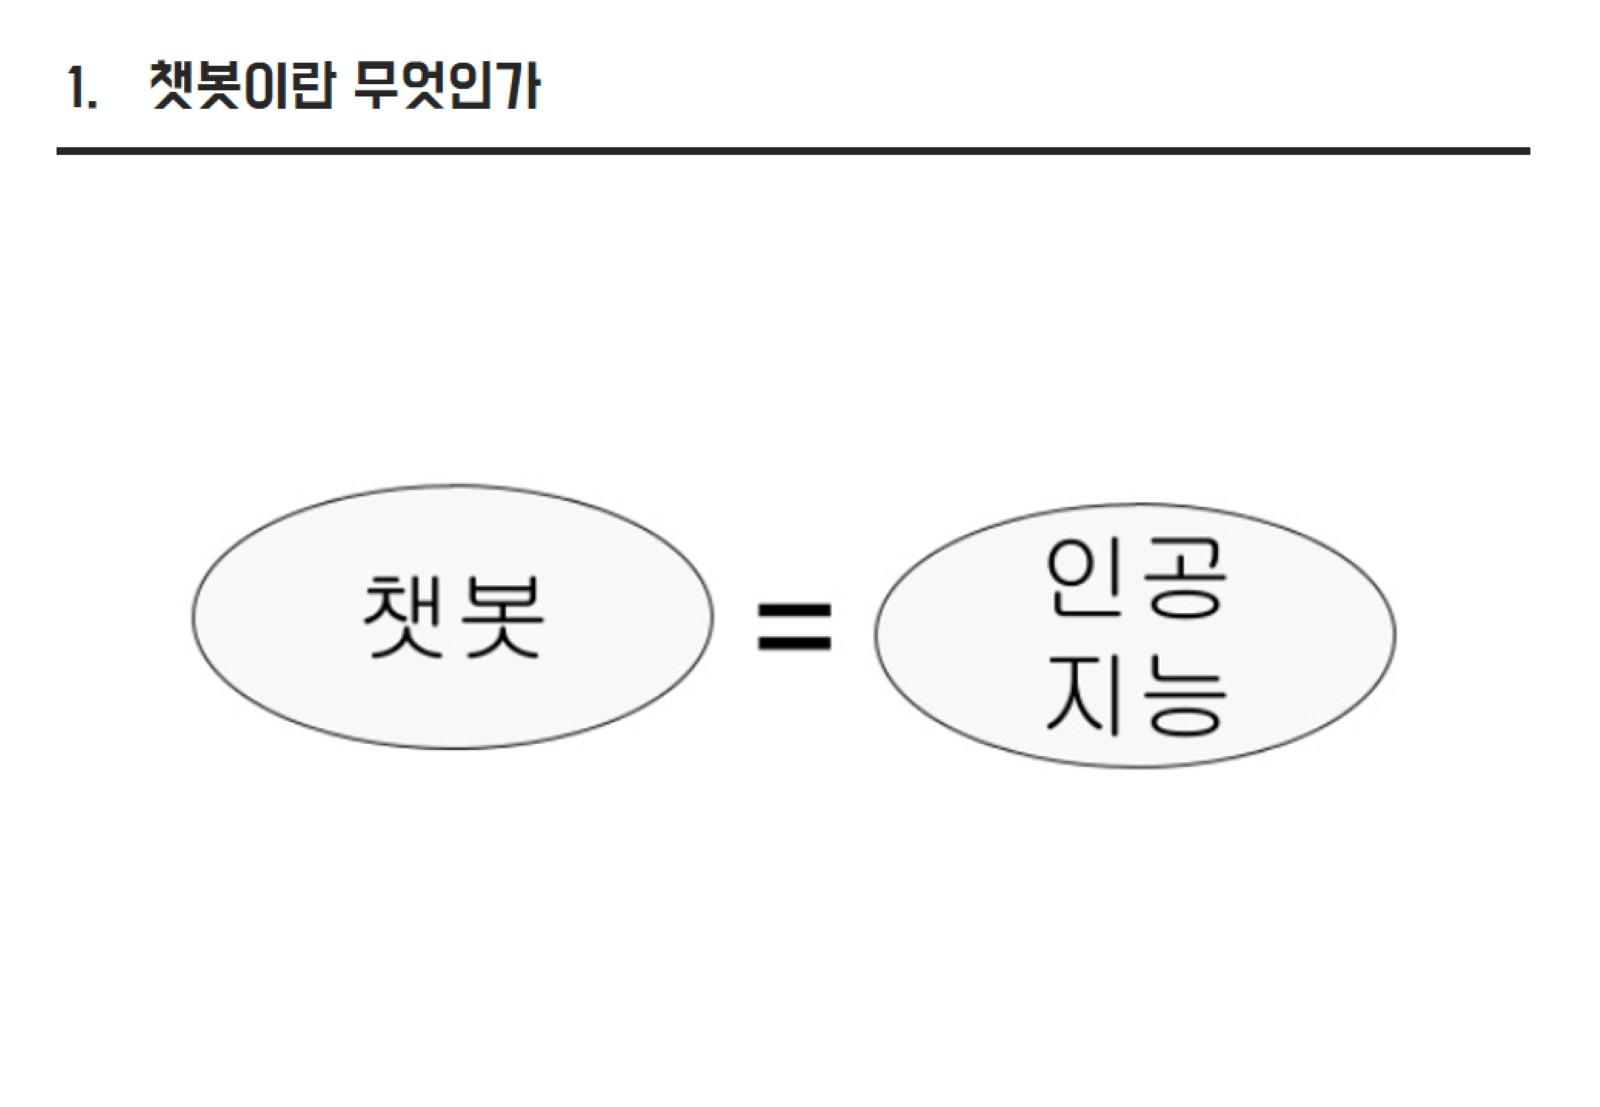 1. 챗봇이란 무엇인가
챗봇
=
인공
지능